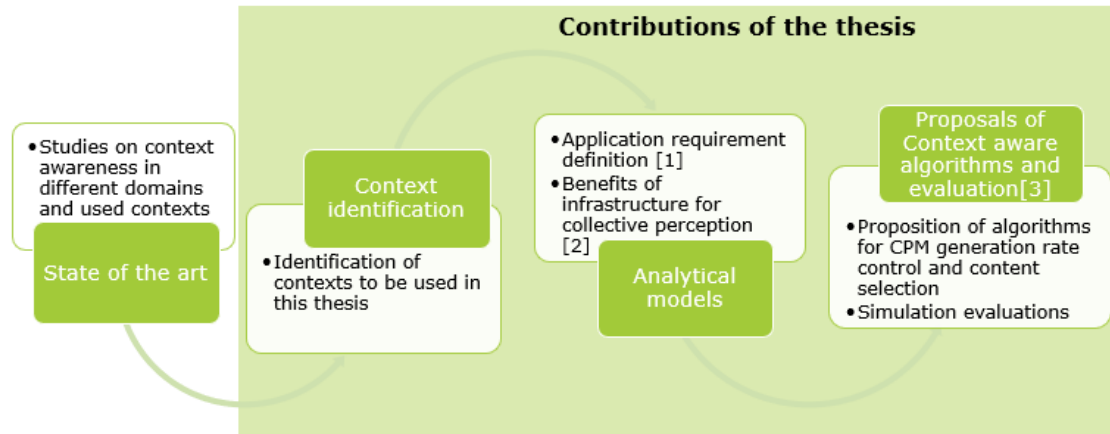 Contributions of the thesis
•Studies on context
awareness in
different domains
and used contexts
State of the art
Context
identification
•Identification of
contexts to be used in
this thesis
•Application requirement
definition [1]
•Benefits of
infrastructure for
collective perception
[2]
Analytical
models
Proposals of
Context aware
algorithms and
evaluation[3]
•Proposition of algorithms
for CPM generation rate
control and content
selection
•Simulation evaluations